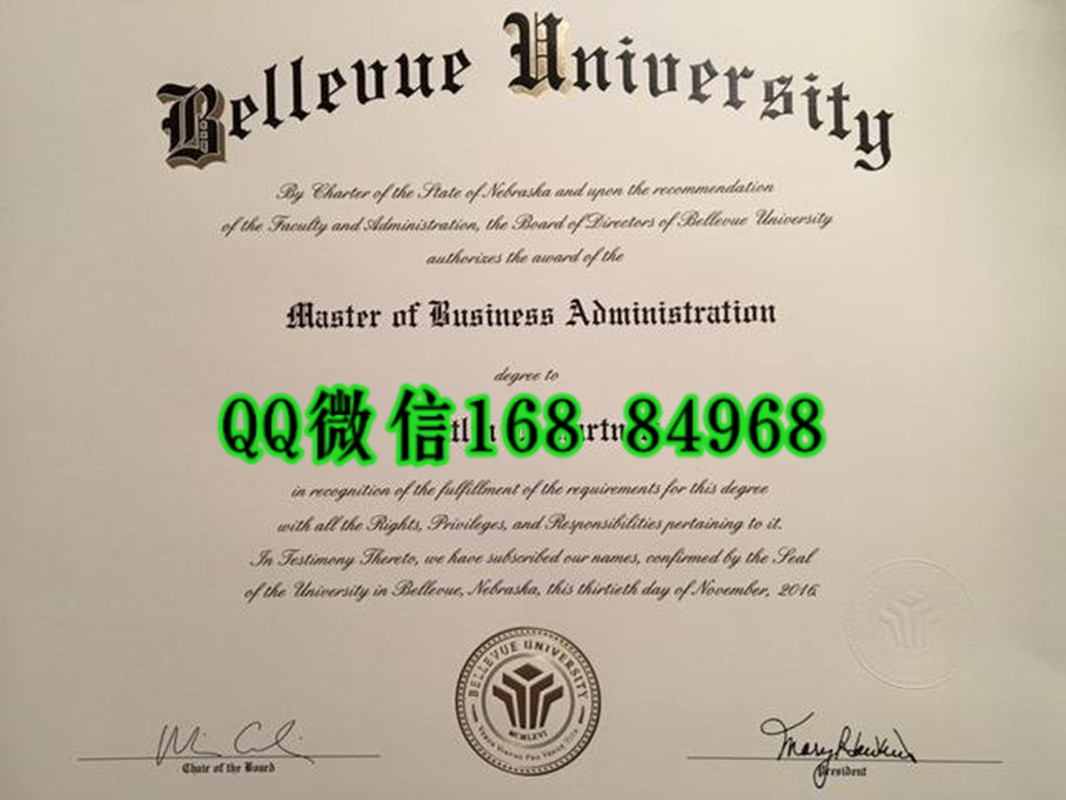 Bellevue University
By Charter of the State of Nebraska and upon the recommendation
of the Faculty and Administration, the Board of Directors of Bellevue University
authorizes the award of the
Master of Business Administration
degree to
QQ微信168 84968
in recognition of the fulfillment of the requirements for this degree
with all the Rights, Privileges, and Responsibilities pertaining to it.
In Testimony Thereto, we have subscribed our names, confirmed by the Seal
of the University in Bellevue, Nebraska, this thirtieth day of November, 2016
BELLEVUE UNIVERSITY
MCMLXVI
Chair of the Board
President